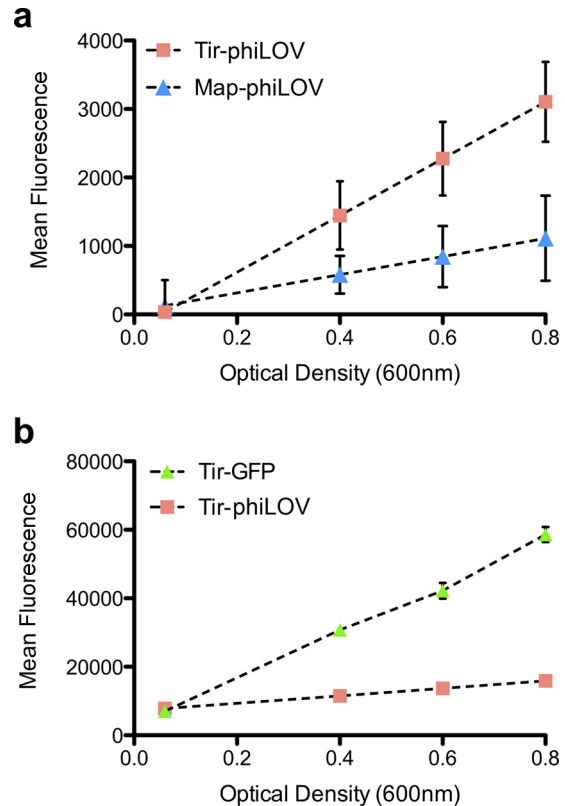 a
4000
3000
2000
1000
0
Mean Fluorescence
Tir-phiLOV
Map-phiLOV
0.0 0.2 0.4 0.6 0.8
Optical Density (600nm)
b
80000
60000
40000
20000
0
Mean Fluorescence
Tir-GFP
Tir-phiLOV
0.0 0.2 0.4 0.6 0.8
Optical Density (600nm)